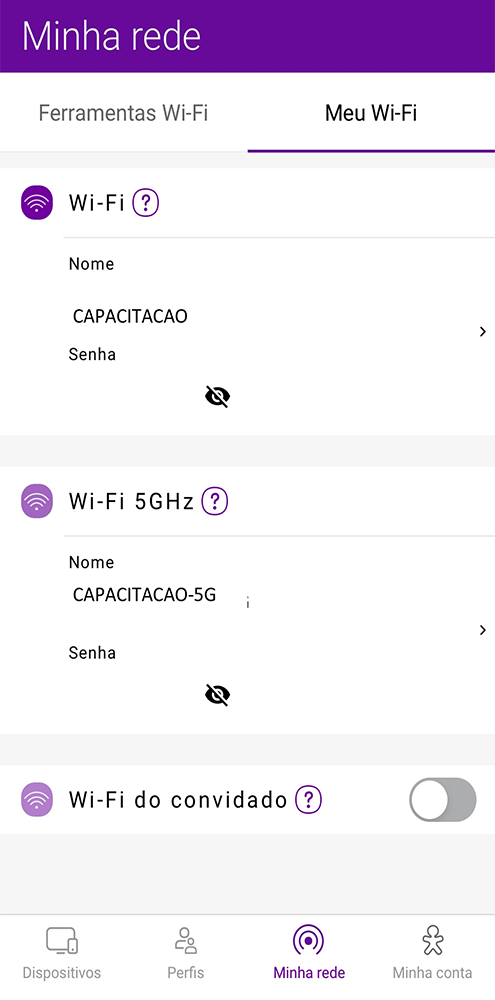 Minha rede
Ferramentas Wi-Fi
Meu Wi-Fi
Wi-Fi ?
Nome
CAPACITACAO
Senha
Wi-Fi 5GHz ?
Nome
CAPACITACAO-5G
Senha
Wi-Fi do convidado ?
Dispositivos
Perfis
Minha rede
Minha conta